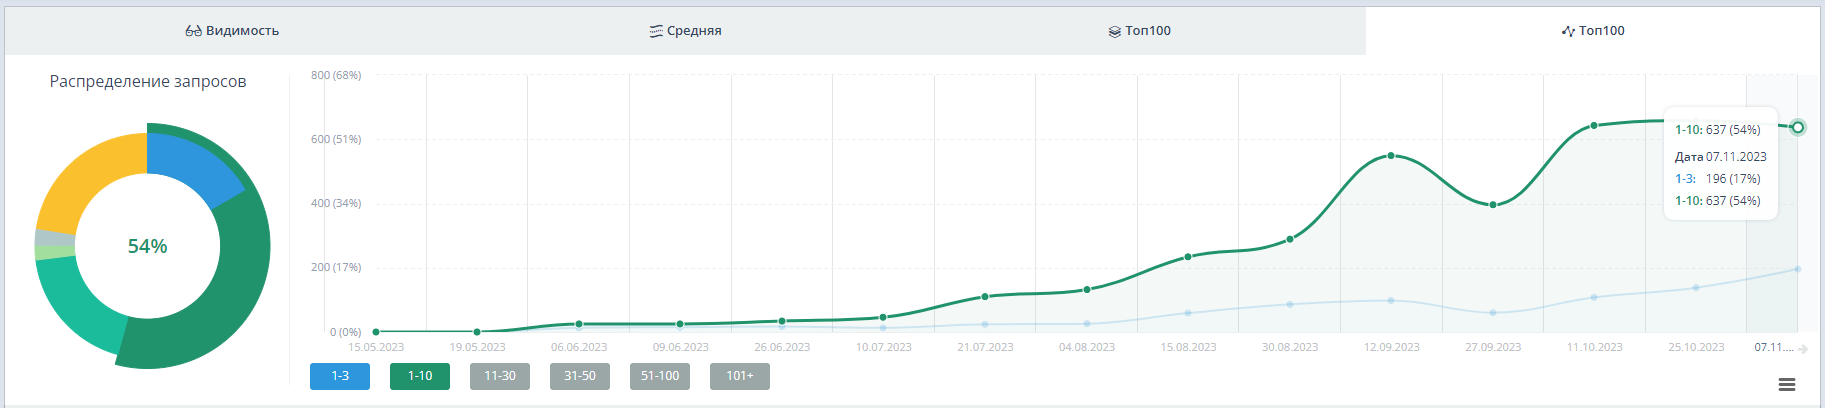 Видимость
Средняя
Топ100
Топ100
Распределение запросов
54%
800 (68%)
600 (51%)
400 (34%)
200 (17%)
0 (0%)
1-10: 637 (54%)
Дата 07.11.2023
1-3: 196 (17%)
1-10: 637 (54%)
15.05.2023 19.05.2023 06.06.2023 09.06.2023 26.06.2023 10.07.2023 21.07.2023 04.08.2023 15.08.2023 30.08.2023 12.09.2023 27.09.2023 11.10.2023 25.10.2023 07.11....
1-3 1-10 11-30 31-50 51-100 101+